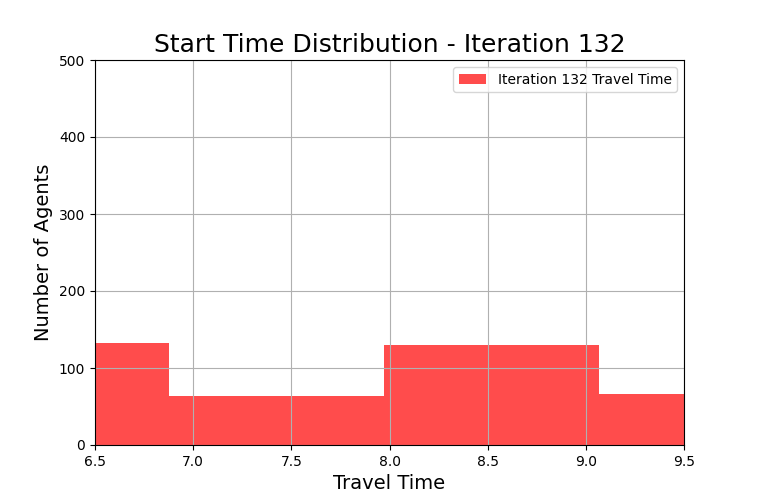 Start Time Distribution - Iteration 132
500
Iteration 132 Travel Time
400
300
200
100
0
Number of Agents
6.5 7.0 7.5 8.0 8.5 9.0 9.5
Travel Time